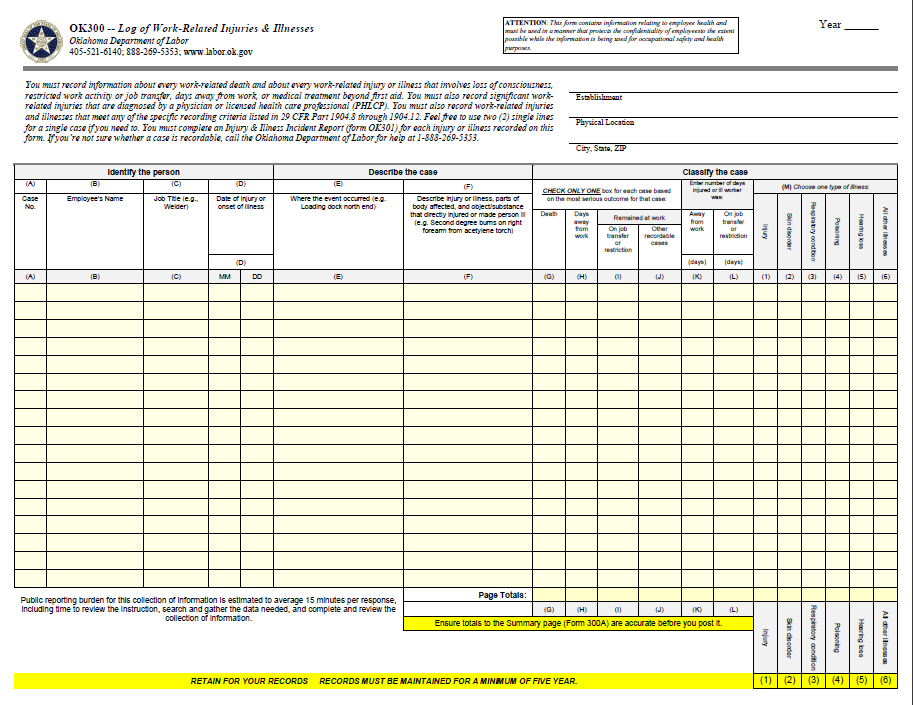 OK300 -- Log of Work-Related Injuries & Illnesses
Oklahoma Department of Labor
405-521-6140; 888-269-5353; www.labor.ok.gov
ATTENTION: This form contains information relating to employee health and
must be used in a manner that protects the confidentiality of employeesto the extent
possible while the information is being used for occupational safety and health
purposes.
Year ______
You must record information about every work-related death and about every work-related injury or illness that involves loss of consciousness,
restricted work activity or job transfer, days away from work, or medical treatment beyond first aid. You must also record significant work-
related injuries that are diagnosed by a physician or licensed health care professional (PHLCP). You must also record work-related injuries
and illnesses that meet any of the specific recording criteria listed in 29 CFR Part 1904.8 through 1904.12. Feel free to use two (2) single lines
for a single case if you need to. You must complete an Injury & Illness Incident Report (form OK301) for each injury or illness recorded on this
form. If you're not sure whether a case is recordable, call the Oklahoma Department of Labor for help at 1-888-269-5353.
Establishment
Physical Location
City, State, ZIP
Identify the person
Describe the case
Classify the case
(A)
(B)
(C)
(D)
(E)
(F)
Case
No.
Employee's Name
Job Title (e.g.,
Welder)
Date of injury or
onset of illness
(D)
Where the event occurred (e.g.
Loading dock north end)
Describe injury or illness, parts of
body affected, and object/substance
that directly injured or made person ill
(e.g. Second degree burns on right
forearm from acetylene torch)
CHECK ONLY ONE box for each case based
on the most serious outcome for that case:
Enter number of days
injured or ill worker
was:
(M) Choose one type of illness:
Death
Days
away
from
work
Remained at work
On job
transfer
or
restriction
Other
recordable
cases
Away
from
work
(days)
On job
transfer
or
restriction
(days)
Injury
Skin disorder
Respiratory condition
Poisoning
Hearing loss
All other illnesses
(A)
(B)
(C)
MM
DD
(E)
(F)
(G)
(H)
(I)
(J)
(K)
(L)
(1)
(2)
(3)
(4)
(5)
(6)
Public reporting burden for this collection of information is estimated to average 15 minutes per response,
including time to review the instruction, search and gather the data needed, and complete and review the
collection of information.
Page Totals:
(G)
(H)
(I)
(J)
(K)
(L)
Ensure totals to the Summary page (Form 300A) are accurate before you post it.
Injury
Skin disorder
Respiratory condition
Poisoning
Hearing loss
All other illnesses
RETAIN FOR YOUR RECORDS RECORDS MUST BE MAINTAINED FOR A MINIMUM OF FIVE YEAR.
(1)
(2)
(3)
(4)
(5)
(6)